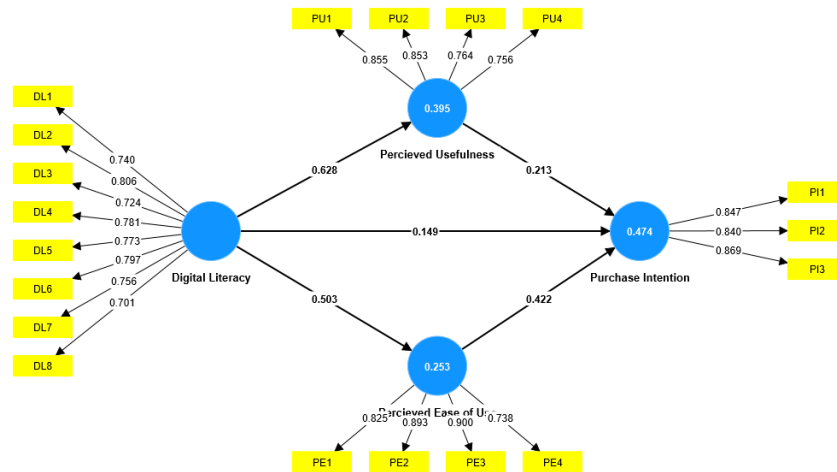 PU1
PU2
PU3
PU4
0.855
0.853
0.764
0.756
0.395
Percieved Usefulness
DL1
DL2
DL3
DL4
DL5
DL6
DL7
DL8
0.740
0.806
0.724
0.781
0.773
0.797
0.756
0.701
Digital Literacy
0.628
0.213
0.149
0.503
0.422
0.474
Purchase Intention
0.847
0.840
0.869
PI1
PI2
PI3
0.253
Percieved Ease of Use
0.825
0.893
0.900
0.738
PE1
PE2
PE3
PE4